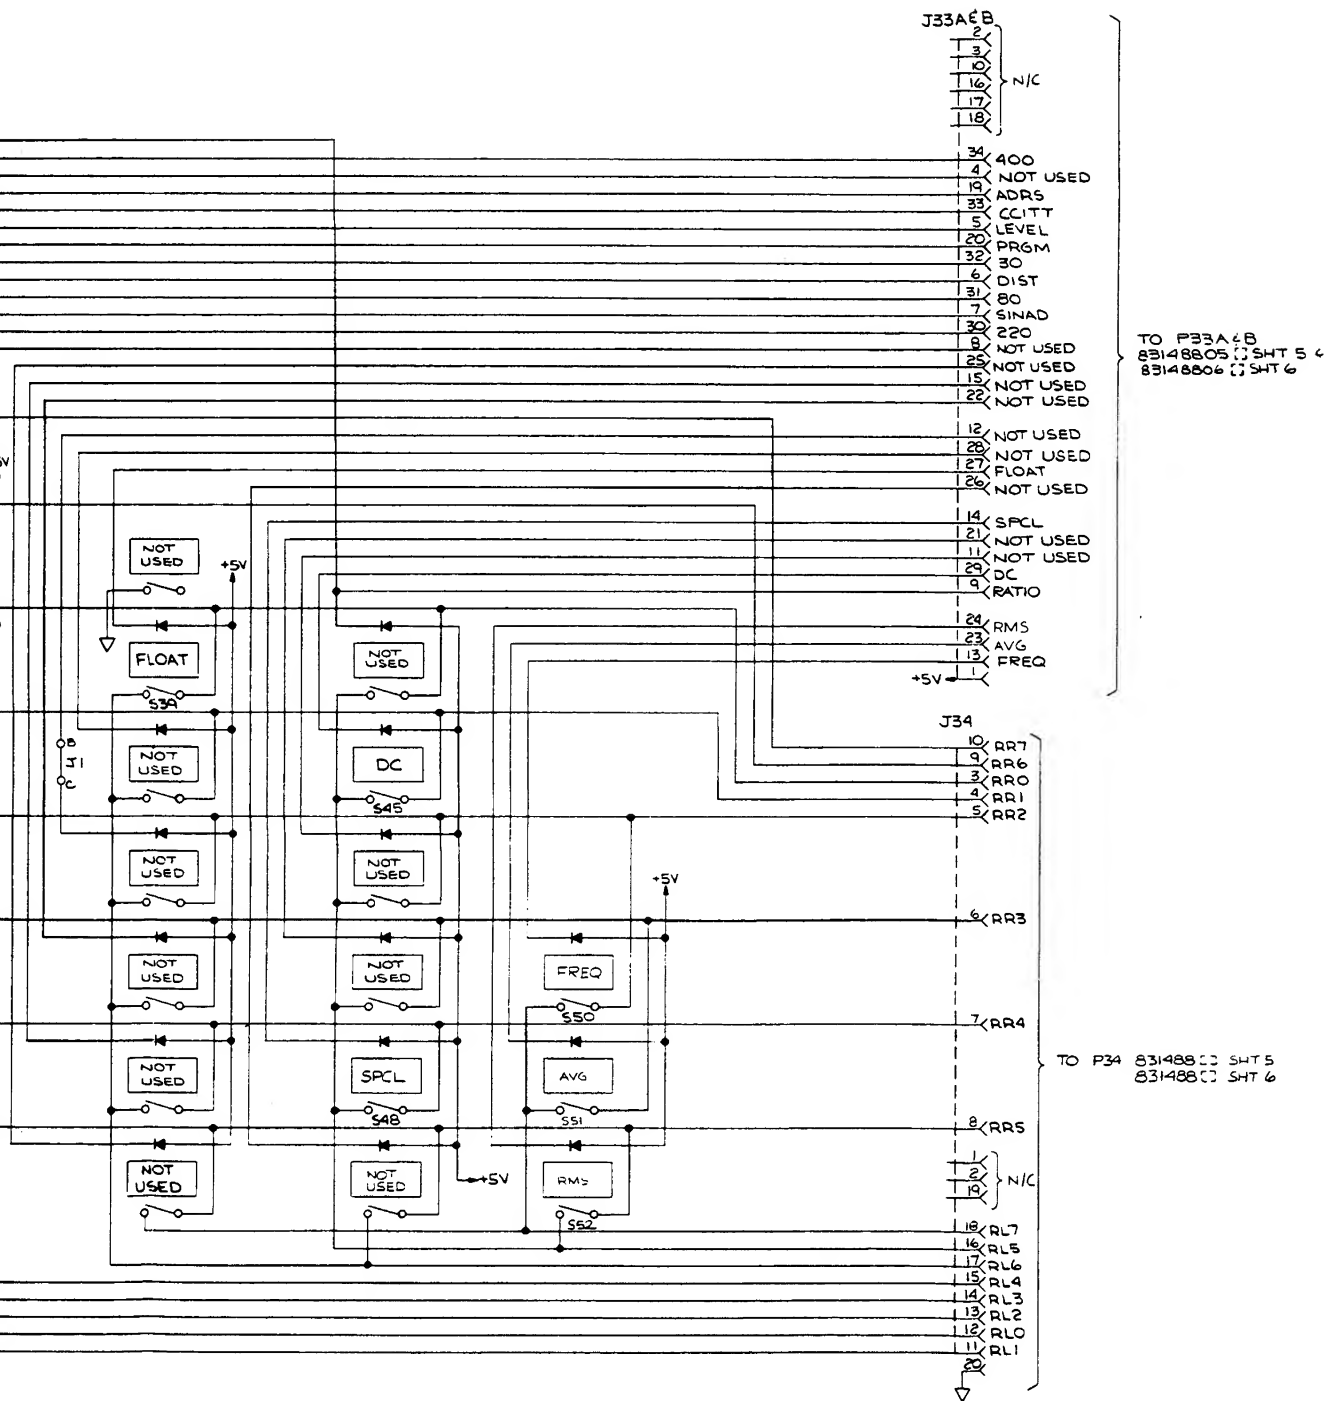 J33A&B
2
3
10
16
17
18
N/C
34 400
4 NOT USED
19 ADRS
33 CCITT
5 LEVEL
20 PRGM
32 30
6 DIST
31 80
7 SINAD
30 220
8 NOT USED
25 NOT USED
15 NOT USED
22 NOT USED
12 NOT USED
28 NOT USED
27 FLOAT
26 NOT USED
14 SPCL
21 NOT USED
11 NOT USED
29 DC
9 RATIO
24 RMS
23 AVG
13 FREQ
+5V 1
TO P33A&B
83148805[] SHT 5 &
83148806[] SHT 6
NOT
USED
+5V
FLOAT
S39
NOT
USED
B
J1
C
NOT
USED
NOT
USED
NOT
USED
NOT
USED
NOT
USED
DC
S45
NOT
USED
NOT
USED
SPCL
S48
NOT
USED
+5V
+5V
FREQ
S50
AVG
S51
RMS
S52
J34
10 RR7
9 RR6
3 RR0
4 RR1
5 RR2
6 RR3
7 RR4
8 RR5
1
2
19
N/C
18 RL7
16 RL5
17 RL6
15 RL4
14 RL3
13 RL2
12 RL0
11 RL1
20
TO P34 831488[] SHT 5
831488[] SHT 6